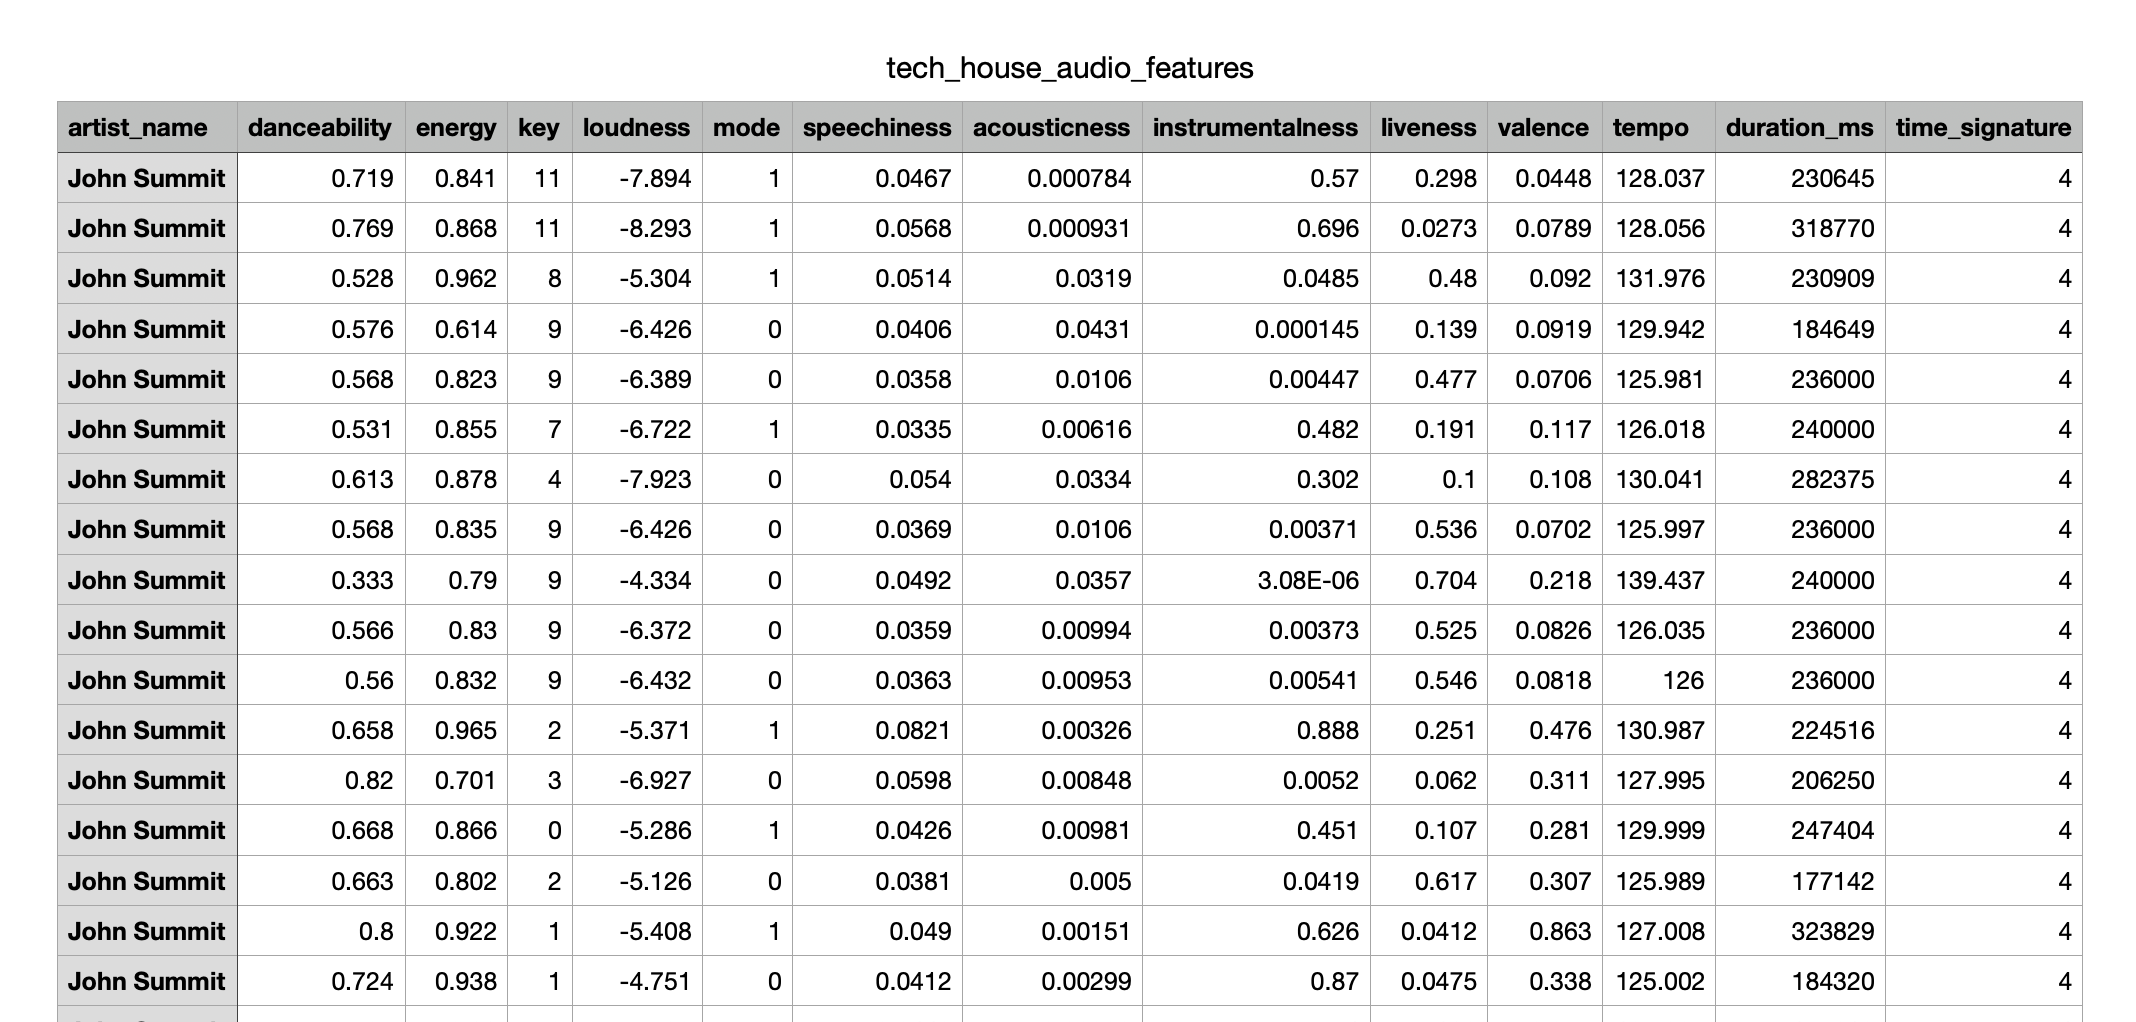 tech_house_audio_features
artist_name danceability energy key loudness mode speechiness acousticness instrumentalness liveness valence tempo duration_ms time_signature
John Summit 0.719 0.841 11 -7.894 1 0.0467 0.000784 0.57 0.298 0.0448 128.037 230645 4
John Summit 0.769 0.868 11 -8.293 1 0.0568 0.000931 0.696 0.0273 0.0789 128.056 318770 4
John Summit 0.528 0.962 8 -5.304 1 0.0514 0.0319 0.0485 0.48 0.092 131.976 230909 4
John Summit 0.576 0.614 9 -6.426 0 0.0406 0.0431 0.000145 0.139 0.0919 129.942 184649 4
John Summit 0.568 0.823 9 -6.389 0 0.0358 0.0106 0.00447 0.477 0.0706 125.981 236000 4
John Summit 0.531 0.855 7 -6.722 1 0.0335 0.00616 0.482 0.191 0.117 126.018 240000 4
John Summit 0.613 0.878 4 -7.923 0 0.054 0.0334 0.302 0.1 0.108 130.041 282375 4
John Summit 0.568 0.835 9 -6.426 0 0.0369 0.0106 0.00371 0.536 0.0702 125.997 236000 4
John Summit 0.333 0.79 9 -4.334 0 0.0492 0.0357 3.08E-06 0.704 0.218 139.437 240000 4
John Summit 0.566 0.83 9 -6.372 0 0.0359 0.00994 0.00373 0.525 0.0826 126.035 236000 4
John Summit 0.56 0.832 9 -6.432 0 0.0363 0.00953 0.00541 0.546 0.0818 126 236000 4
John Summit 0.658 0.965 2 -5.371 1 0.0821 0.00326 0.888 0.251 0.476 130.987 224516 4
John Summit 0.82 0.701 3 -6.927 0 0.0598 0.00848 0.0052 0.062 0.311 127.995 206250 4
John Summit 0.668 0.866 0 -5.286 1 0.0426 0.00981 0.451 0.107 0.281 129.999 247404 4
John Summit 0.663 0.802 2 -5.126 0 0.0381 0.005 0.0419 0.617 0.307 125.989 177142 4
John Summit 0.8 0.922 1 -5.408 1 0.049 0.00151 0.626 0.0412 0.863 127.008 323829 4
John Summit 0.724 0.938 1 -4.751 0 0.0412 0.00299 0.87 0.0475 0.338 125.002 184320 4